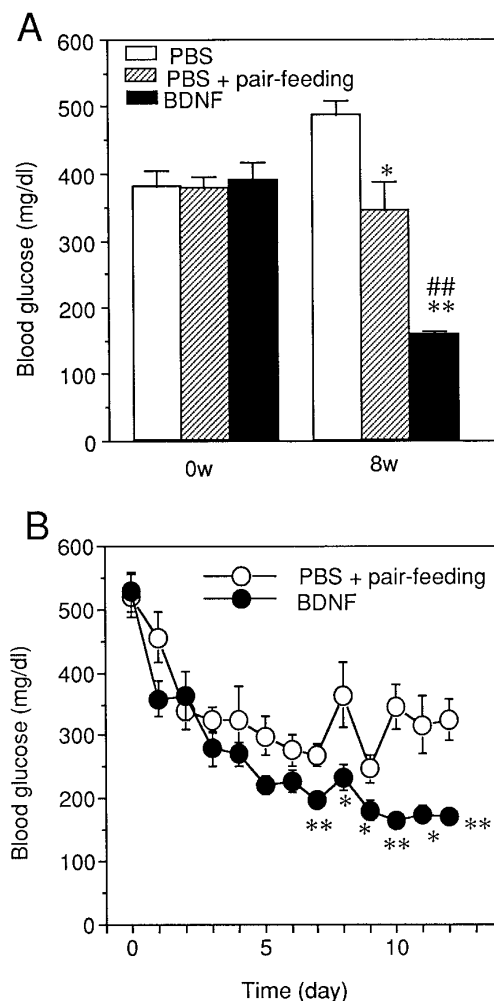 A
600
500
400
300
200
100
0
Blood glucose (mg/dl)
PBS
PBS + pair-feeding
BDNF
*
##
**
0w
8w
B
600
500
400
300
200
100
0
Blood glucose (mg/dl)
PBS + pair-feeding
BDNF
**
*
*
**
*
**
0
5
10
Time (day)